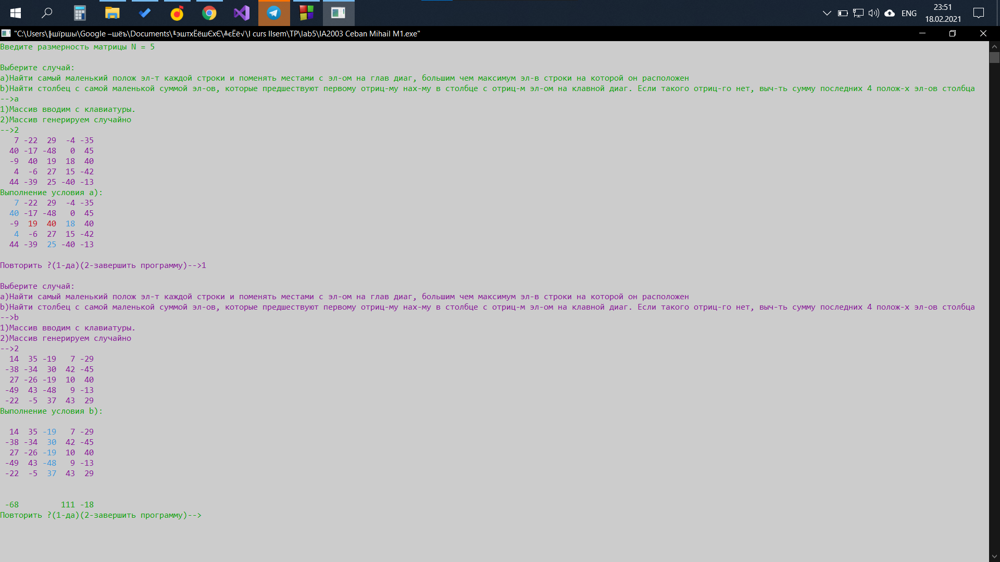 ENG
23:51
18.02.2021
"C:\Users\╠шїршы\Google –шёъ\Documents\╙эштхЁёшЄхЄ\╩єЁё√\I curs IIsem\TP\lab5\IA2003 Ceban Mihail M1.exe"
Введите размерность матрицы N = 5
Выберите случай:
a)Найти самый маленький полож эл-т каждой строки и поменять местами с эл-ом на глав диаг, большим чем максимум эл-в строки на которой он расположен
b)Найти столбец с самой маленькой суммой эл-ов, которые предшествуют первому отриц-му нах-му в столбце с отриц-м эл-ом на клавной диаг. Если такого отриц-го нет, выч-ть сумму последних 4 полож-х эл-ов столбца
-->a
1)Массив вводим с клавиатуры.
2)Массив генерируем случайно
-->2
7 -22 29 -4 -35
40 -17 -48 0 45
-9 40 19 18 40
4 -6 27 15 -42
44 -39 25 -40 -13
Выполнение условия a):
7 -22 29 -4 -35
40 -17 -48 0 45
-9 19 40 18 40
4 -6 27 15 -42
44 -39 25 -40 -13
Повторить ?(1-да)(2-завершить программу)-->1
Выберите случай:
a)Найти самый маленький полож эл-т каждой строки и поменять местами с эл-ом на глав диаг, большим чем максимум эл-в строки на которой он расположен
b)Найти столбец с самой маленькой суммой эл-ов, которые предшествуют первому отриц-му нах-му в столбце с отриц-м эл-ом на клавной диаг. Если такого отриц-го нет, выч-ть сумму последних 4 полож-х эл-ов столбца
-->b
1)Массив вводим с клавиатуры.
2)Массив генерируем случайно
-->2
14 35 -19 7 -29
-38 -34 30 42 -45
27 -26 -19 10 40
-49 43 -48 9 -13
-22 -5 37 43 29
Выполнение условия b):
14 35 -19 7 -29
-38 -34 30 42 -45
27 -26 -19 10 40
-49 43 -48 9 -13
-22 -5 37 43 29
-68 111 -18
Повторить ?(1-да)(2-завершить программу)-->